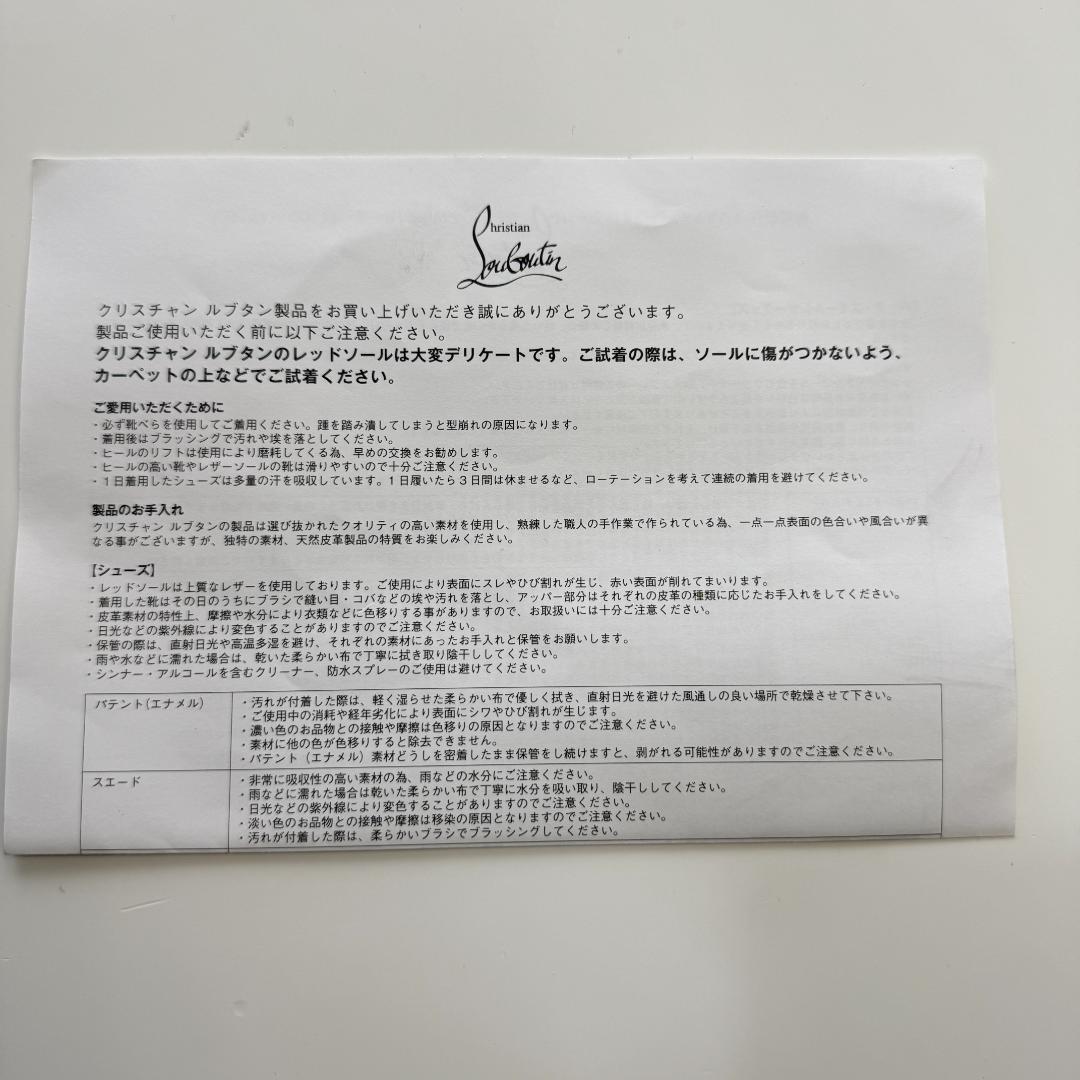 Christian
Louboutin
クリスチャン ルブタン製品をお買い上げいただき誠にありがとうございます。
製品ご使用いただく前に以下ご注意ください。
クリスチャン ルブタンのレッドソールは大変デリケートです。ご試着の際は、ソールに傷がつかないよう、
カーペットの上などでご試着ください。
ご愛用いただくために
・必ず靴べらを使用してご着用ください。踵を踏み潰してしまうと型崩れの原因になります。
・着用後はブラッシングで汚れや埃を落としてください。
・ヒールのリフトは使用により磨耗してくる為、早めの交換をお勧めします。
・ヒールの高い靴やレザーソールの靴は滑りやすいので十分ご注意ください。
・１日着用したシューズは多量の汗を吸収しています。１日履いたら３日間は休ませるなど、ローテーションを考えて連続の着用を避けてください。
製品のお手入れ
クリスチャン ルブタンの製品は選び抜かれたクオリティの高い素材を使用し、熟練した職人の手作業で作られている為、一点一点表面の色合いや風合いが異
なる事がございますが、独特の素材、天然皮革製品の特質をお楽しみください。
【シューズ】
・レッドソールは上質なレザーを使用しております。ご使用により表面にスレやひび割れが生じ、赤い表面が削れてまいります。
・着用した靴はその日のうちにブラシで縫い目・コバなどの埃や汚れを落とし、アッパー部分はそれぞれの皮革の種類に応じたお手入れをしてください。
・皮革素材の特性上、摩擦や水分により衣類などに色移りする事がありますので、お取扱いには十分ご注意ください。
・日光などの紫外線により変色することがありますのでご注意ください。
・保管の際は、直射日光や高温多湿を避け、それぞれの素材にあったお手入れと保管をお願いします。
・雨や水などに濡れた場合は、乾いた柔らかい布で丁寧に拭き取り陰干ししてください。
・シンナー・アルコールを含むクリーナー、防水スプレーのご使用は避けてください。
パテント(エナメル)
・汚れが付着した際は、軽く湿らせた柔らかい布で優しく拭き、直射日光を避けた風通しの良い場所で乾燥させて下さい。
・ご使用中の消耗や経年劣化により表面にシワやひび割れが生じます。
・濃い色のお品物との接触や摩擦は色移りの原因となりますのでご注意ください。
・素材に他の色が色移りすると除去できません。
・パテント（エナメル）素材どうしを密着したまま保管をし続けますと、剥がれる可能性がありますのでご注意ください。
スエード
・非常に吸収性の高い素材の為、雨などの水分にご注意ください。
・雨などに濡れた場合は乾いた柔らかい布で丁寧に水分を吸い取り、陰干ししてください。
・日光などの紫外線により変色することがありますのでご注意ください。
・淡い色のお品物との接触や摩擦は移染の原因となりますのでご注意ください。
・汚れが付着した際は、柔らかいブラシでブラッシングしてください。